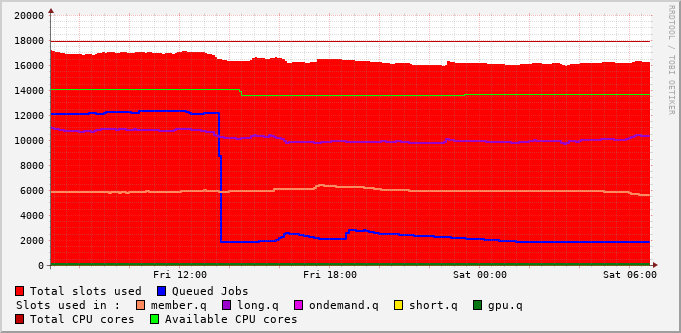 20000
18000
16000
14000
12000
10000
8000
6000
4000
2000
0
Fri 12:00 Fri 18:00 Sat 00:00 Sat 06:00
RRDTOOL / TOBI OETIKER
Total slots used Queued Jobs
Slots used in : member.q long.q ondemand.q short.q gpu.q
Total CPU cores Available CPU cores